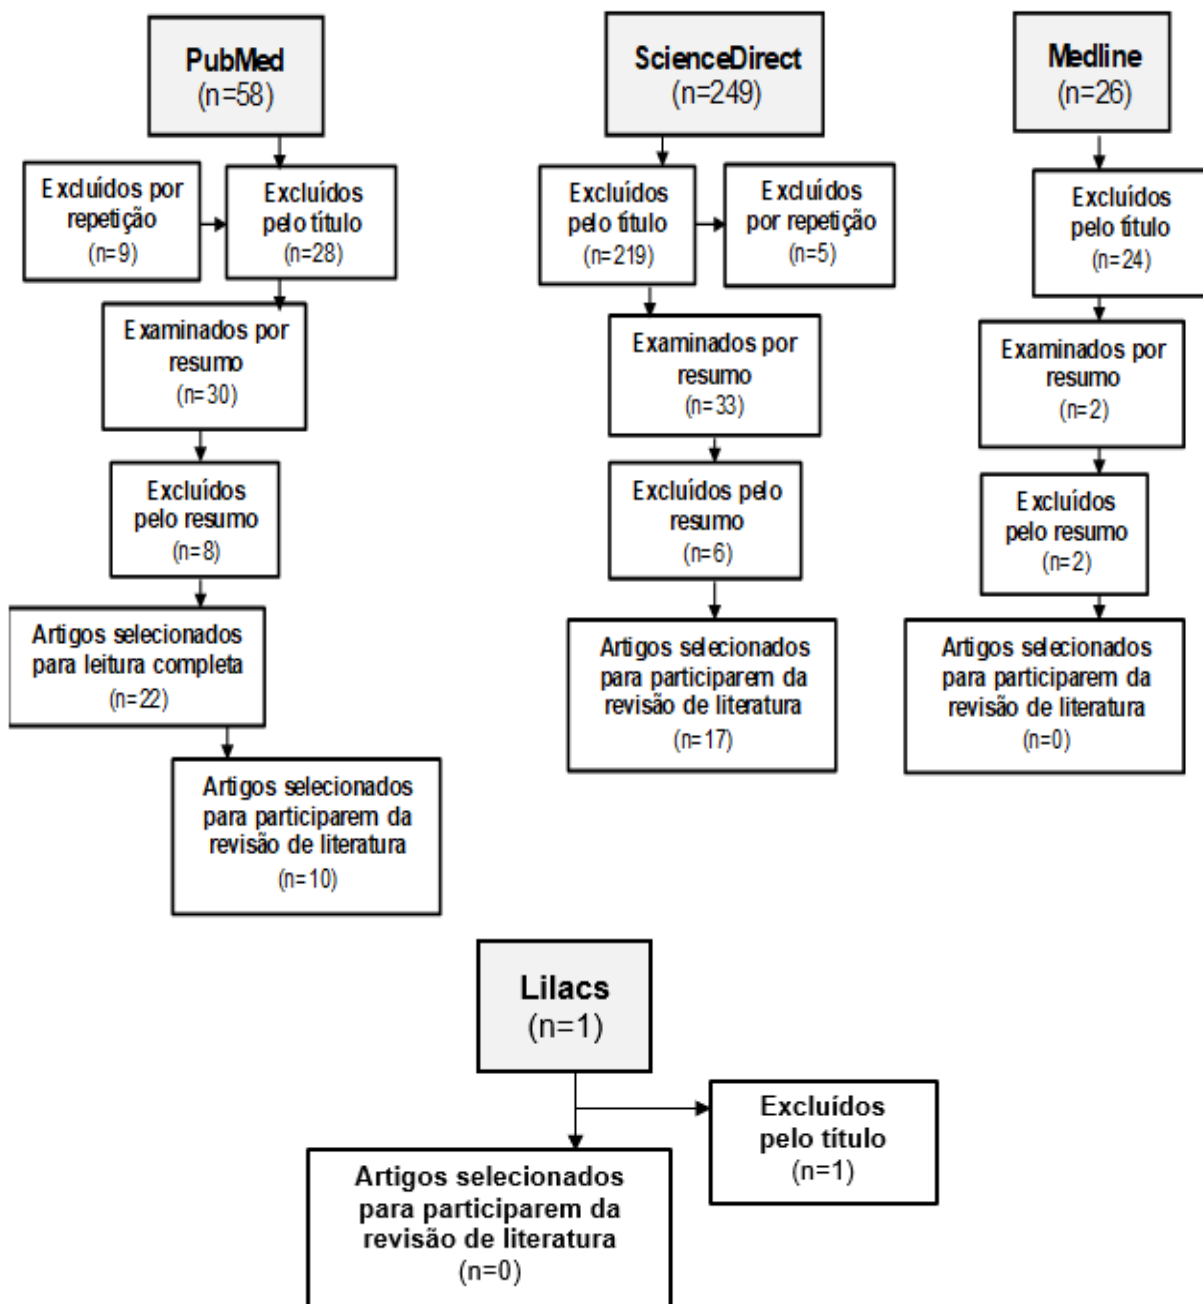 PubMed
(n=58)
Excluídos por
repetição
(n=9)
Excluídos
pelo título
(n=28)
Examinados por
resumo
(n=30)
Excluídos
pelo resumo
(n=8)
Artigos selecionados
para leitura completa
(n=22)
Artigos selecionados
para participarem da
revisão de literatura
(n=10)
ScienceDirect
(n=249)
Excluídos
pelo título
(n=219)
Excluídos
por repetição
(n=5)
Examinados por
resumo
(n=33)
Excluídos pelo
resumo
(n=6)
Artigos selecionados
para participarem da
revisão de literatura
(n=17)
Medline
(n=26)
Excluídos
pelo título
(n=24)
Examinados por
resumo
(n=2)
Excluídos
pelo resumo
(n=2)
Artigos selecionados
para participarem da
revisão de literatura
(n=0)
Lilacs
(n=1)
Excluídos
pelo título
(n=1)
Artigos selecionados
para participarem da
revisão de literatura
(n=0)